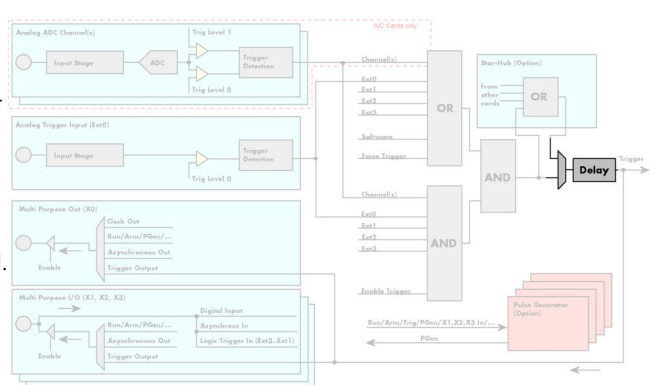 A/D Cards only
Analog ADC Channel(s)
Trig Level 1
Input Stage
ADC
Trigger Detection
Trig Level 0
Analog Trigger Input (Ext0)
Input Stage
Trigger Detection
Trig Level 0
Multi Purpose Out (X0)
Clock Out
Run/Arm/PGen/...
Asynchronous Out
Trigger Output
Enable
Multi Purpose I/O (X1, X2, X3)
Digital Input
Run/Arm/PGen/...
Asynchronous In
Asynchronous Out
Logic Trigger In (Ext3..Ext1)
Enable
Trigger Output
Channel(s)
Ext0
Ext1
Ext2
Ext3
OR
Software
Force Trigger
Channel(s)
Ext0
Ext1
Ext2
Ext3
AND
Enable Trigger
AND
Star-Hub (Option)
from
other
cards
OR
Delay
Trigger
Pulse Generator
(Option)
Run/Arm/Trig/PGen/X1,X2,X3 In/...
PGen